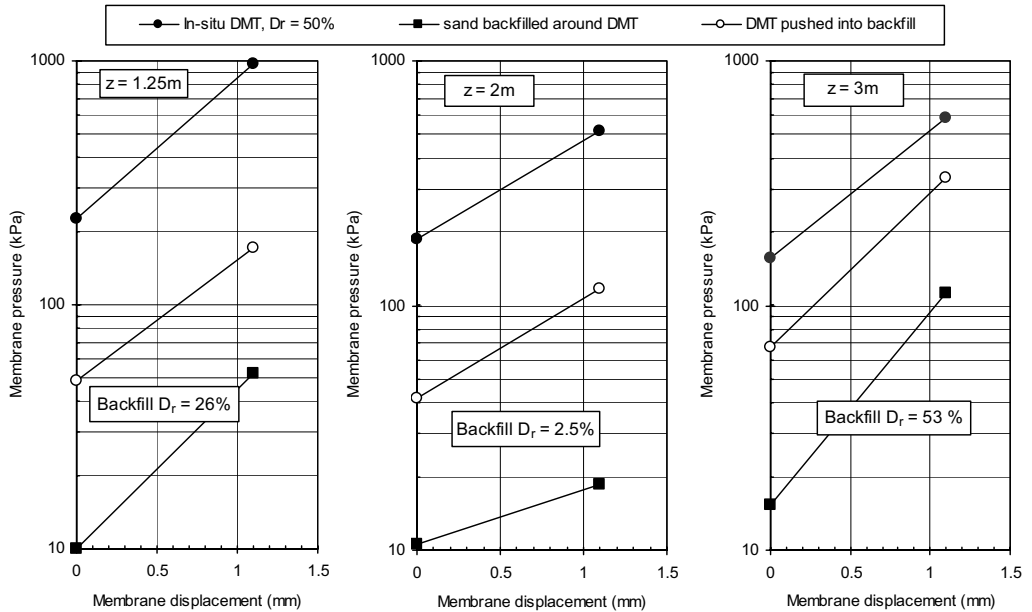 In-situ DMT, Dr = 50% sand backfilled around DMT DMT pushed into backfill
1000
100
10
Membrane pressure (kPa)
z = 1.25m
Backfill Dr = 26%
0 0.5 1 1.5
Membrane displacement (mm)
1000
100
10
Membrane pressure (kPa)
z = 2m
Backfill Dr = 2.5%
0 0.5 1 1.5
Membrane displacement (mm)
1000
100
10
Membrane pressure (kPa)
z = 3m
Backfill Dr = 53 %
0 0.5 1 1.5
Membrane displacement (mm)